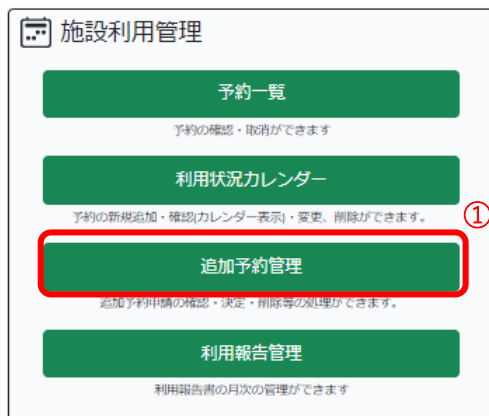 施設利用管理
予約一覧
予約の確認・取消ができます
利用状況カレンダー
予約の新規追加・確認(カレンダー表示)・変更、削除ができます。
①
追加予約管理
追加予約申請の確認・決定・削除等の処理ができます。
利用報告管理
利用報告書の月次の管理ができます